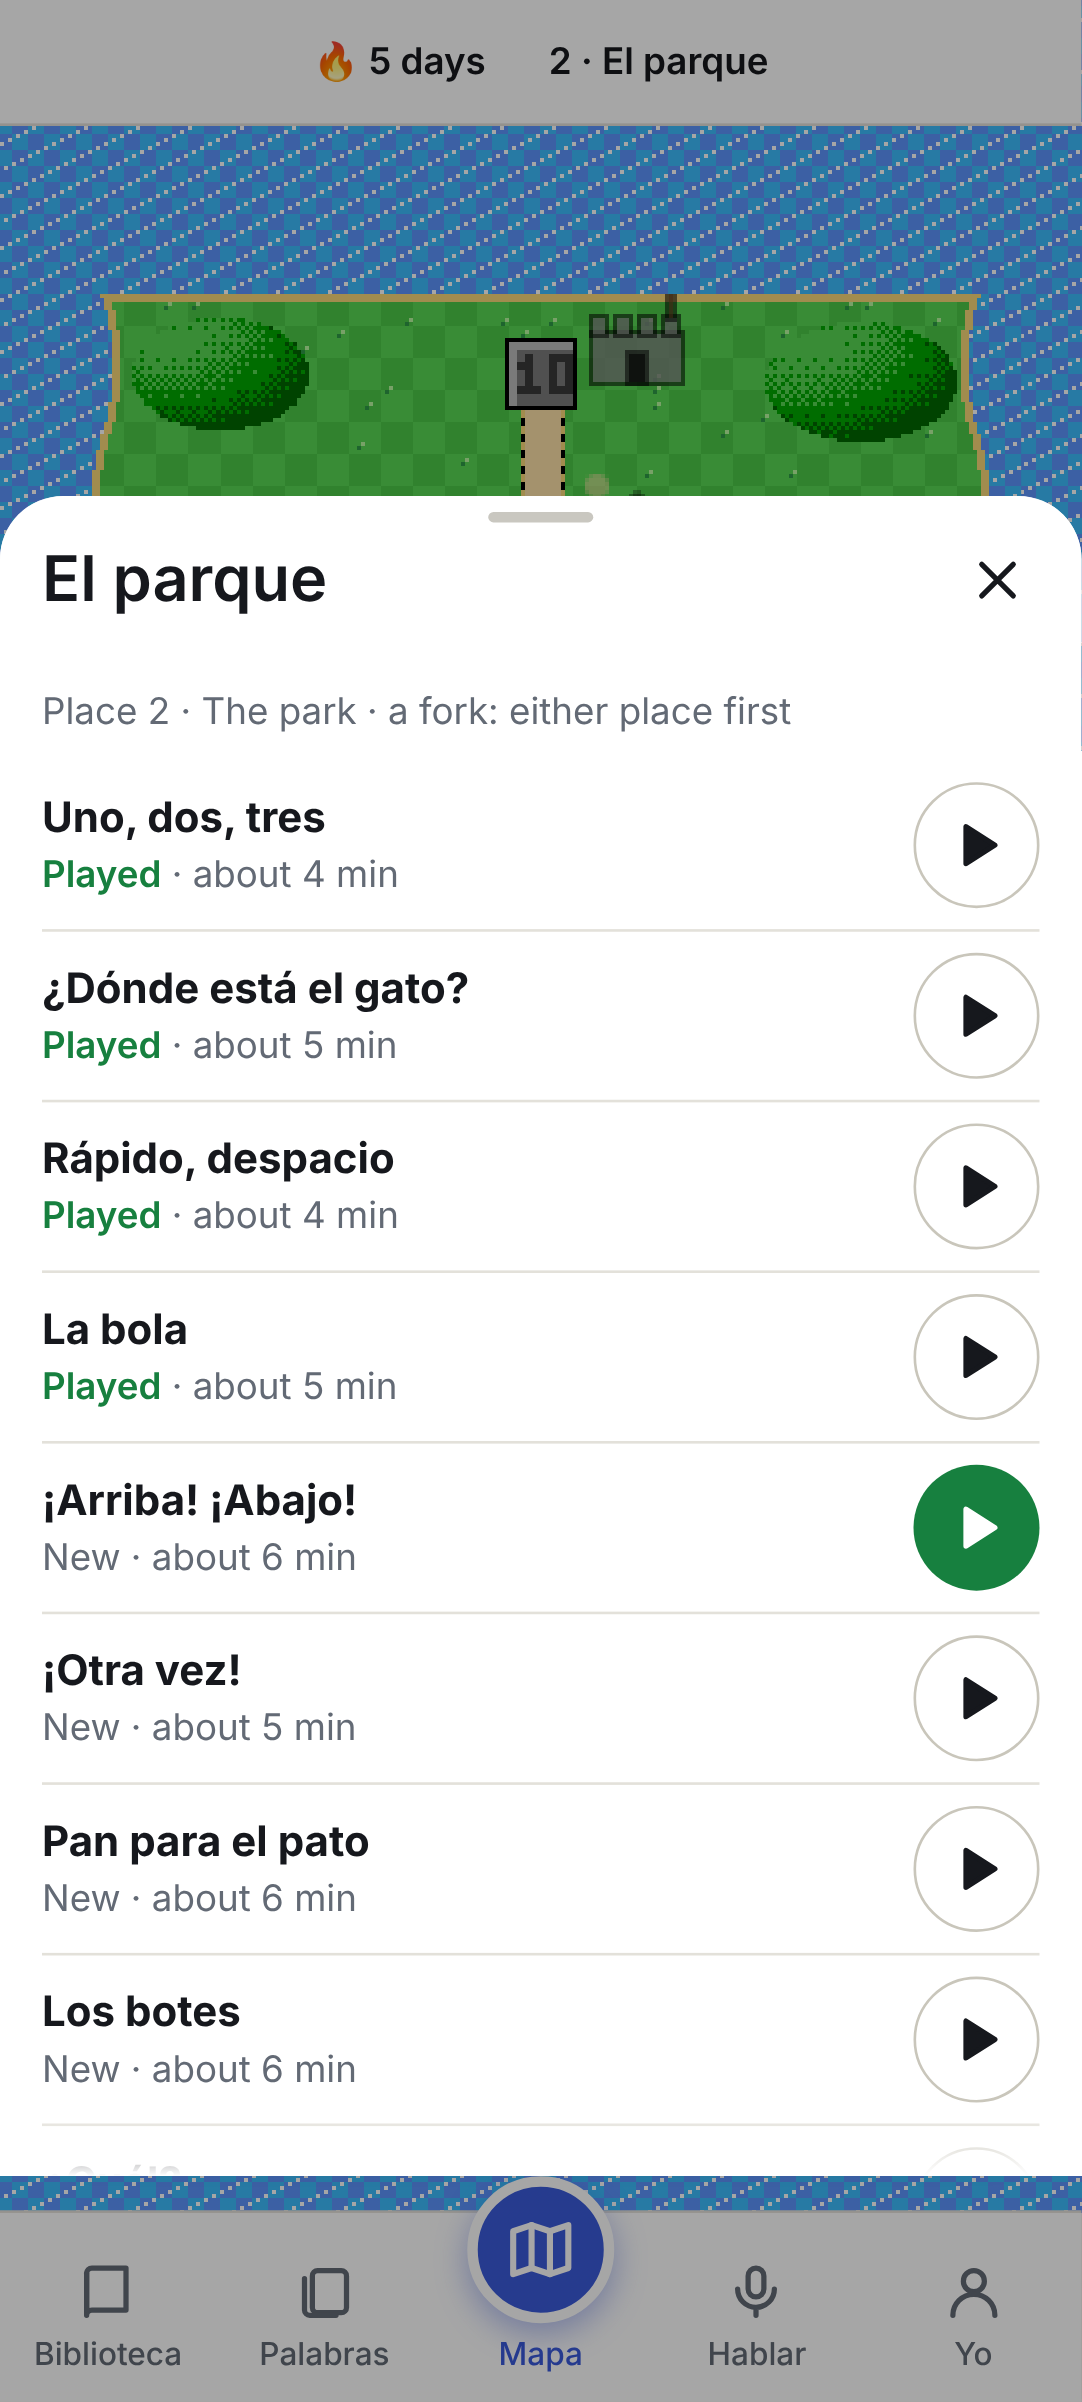 5 days 2 · El parque
10
El parque
Place 2 · The park · a fork: either place first
Uno, dos, tres
Played · about 4 min
¿Dónde está el gato?
Played · about 5 min
Rápido, despacio
Played · about 4 min
La bola
Played · about 5 min
¡Arriba! ¡Abajo!
New · about 6 min
¡Otra vez!
New · about 5 min
Pan para el pato
New · about 6 min
Los botes
New · about 6 min
Biblioteca Palabras Mapa Hablar Yo